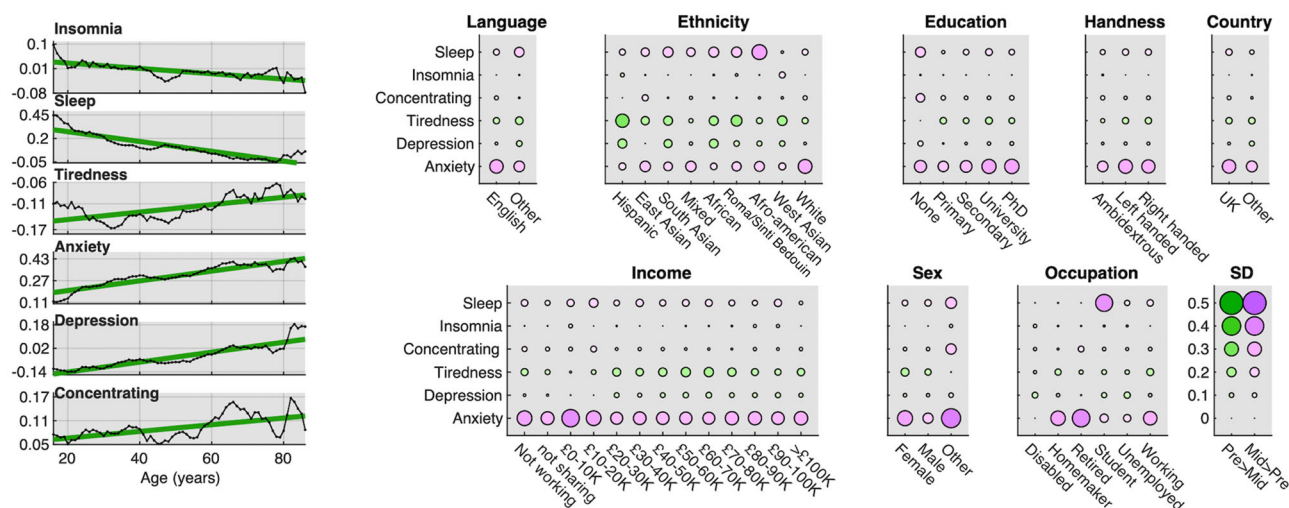 Insomnia
0.1
0.01
-0.08
Sleep
0.45
0.2
-0.05
Tiredness
-0.06
-0.11
-0.17
Anxiety
0.43
0.27
0.11
Depression
0.18
0.02
-0.14
Concentrating
0.17
0.11
0.05
20 40 60 80
Age (years)
Language Ethnicity Education Handness Country
Sleep
Insomnia
Concentrating
Tiredness
Depression
Anxiety
English
Other
Hispanic
East Asian
South Asian
Mixed
African
Roma/Sinti Bedouin
Afro-american
West Asian
White
None
Primary
Secondary
University
PhD
Ambidextrous
Left handed
Right handed
UK
Other
Income Sex Occupation SD
Sleep
Insomnia
Concentrating
Tiredness
Depression
Anxiety
Not working
not sharing
£0-10K
£10-20K
£20-30K
£30-40K
£40-50K
£50-60K
£60-70K
£70-80K
£80-90K
£90-100K
>£100K
Female
Male
Other
Disabled
Homemaker
Retired
Student
Unemployed
Working
0.5
0.4
0.3
0.2
0.1
0
Pre>Mid
Mid>Pre